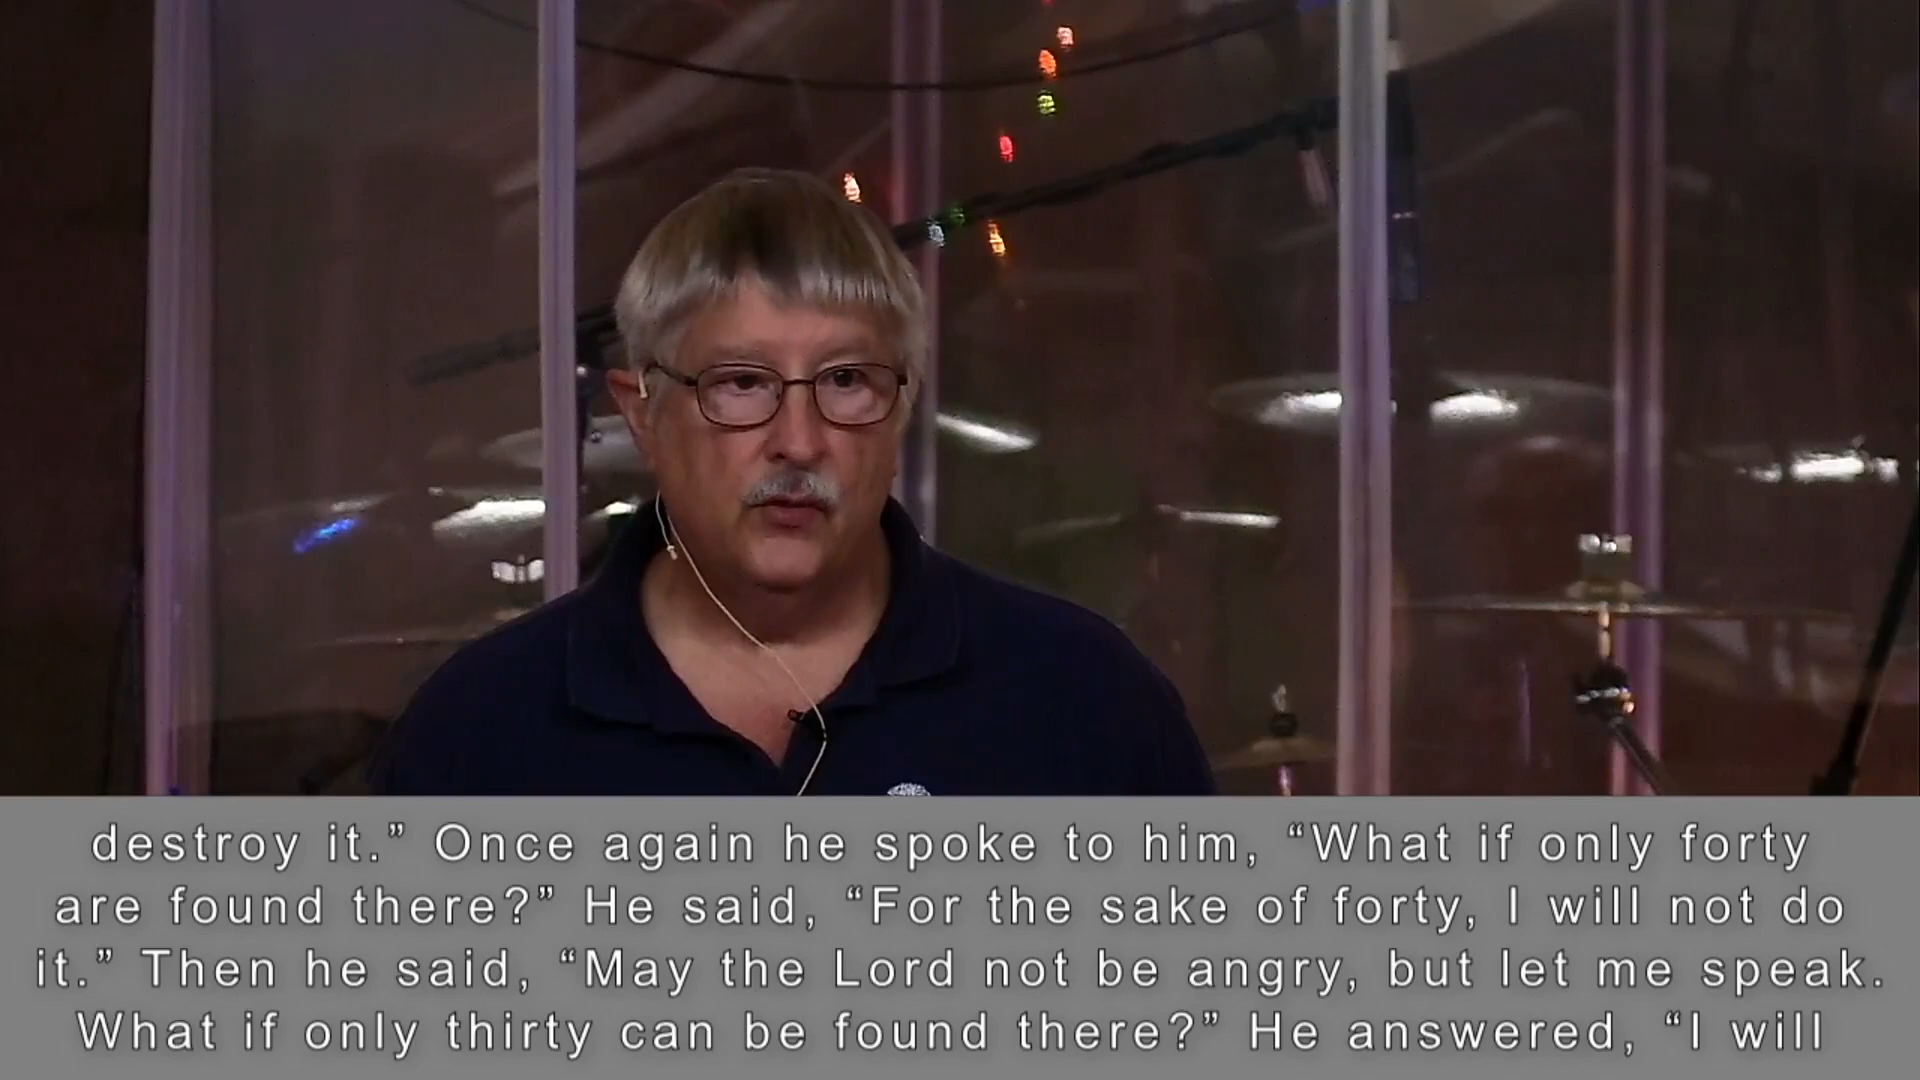 destroy it.” Once again he spoke to him, “What if only forty
are found there?” He said, “For the sake of forty, I will not do
it.” Then he said, “May the Lord not be angry, but let me speak.
What if only thirty can be found there?” He answered, “I will